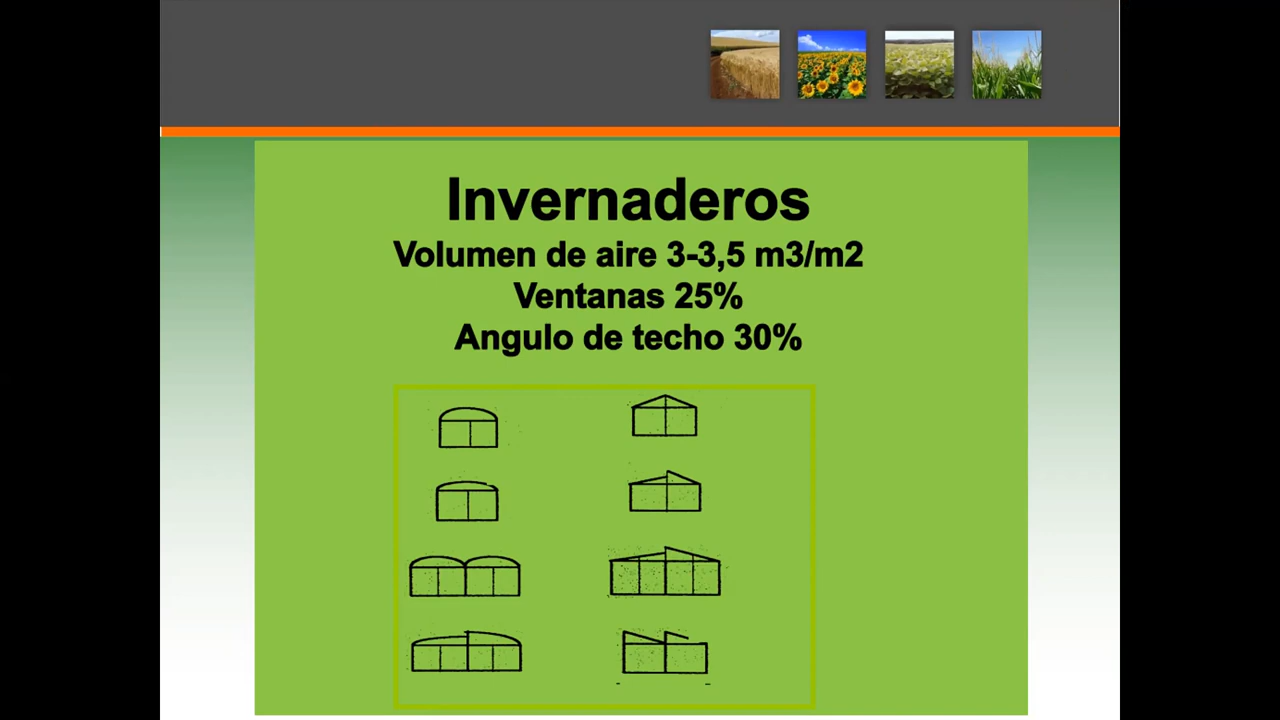 Invernaderos
Volumen de aire 3-3,5 m3/m2
Ventanas 25%
Angulo de techo 30%